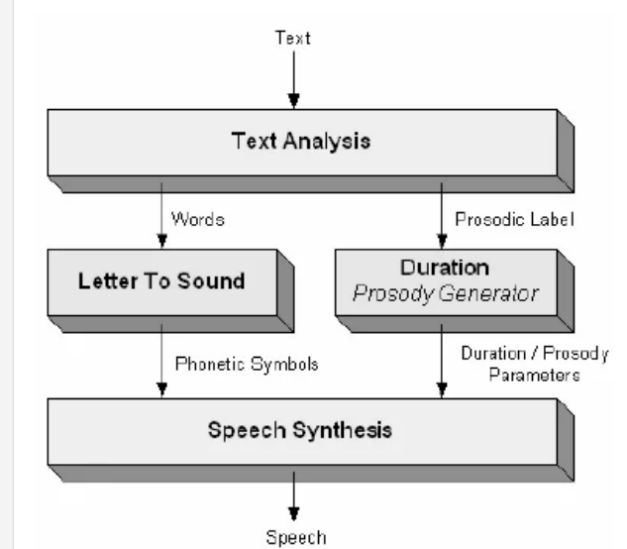 Text
Text Analysis
Words
Prosodic Label
Letter To Sound
Duration
Prosody Generator
Phonetic Symbols
Duration / Prosody
Parameters
Speech Synthesis
Speech